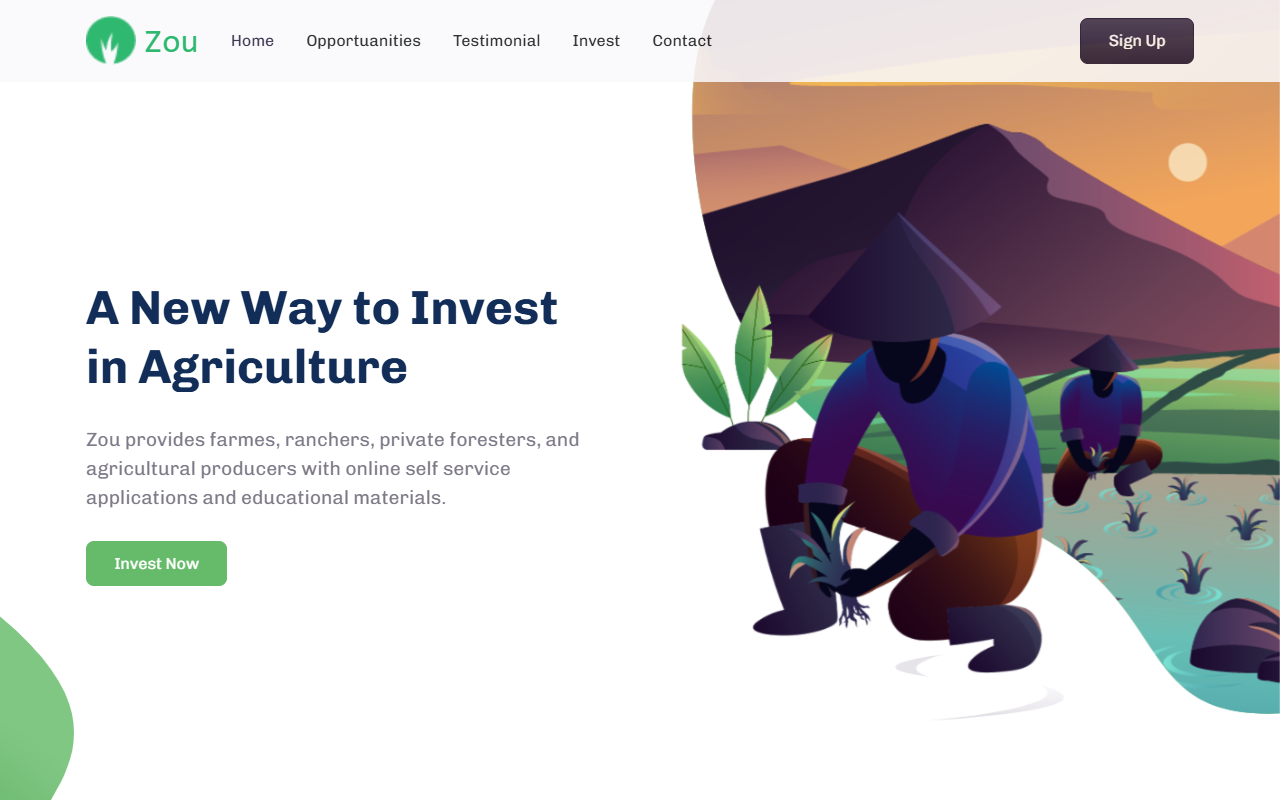 Zou
Home
Opportuanities
Testimonial
Invest
Contact
Sign Up
A New Way to Invest
in Agriculture
Zou provides farmes, ranchers, private foresters, and
agricultural producers with online self service
applications and educational materials.
Invest Now